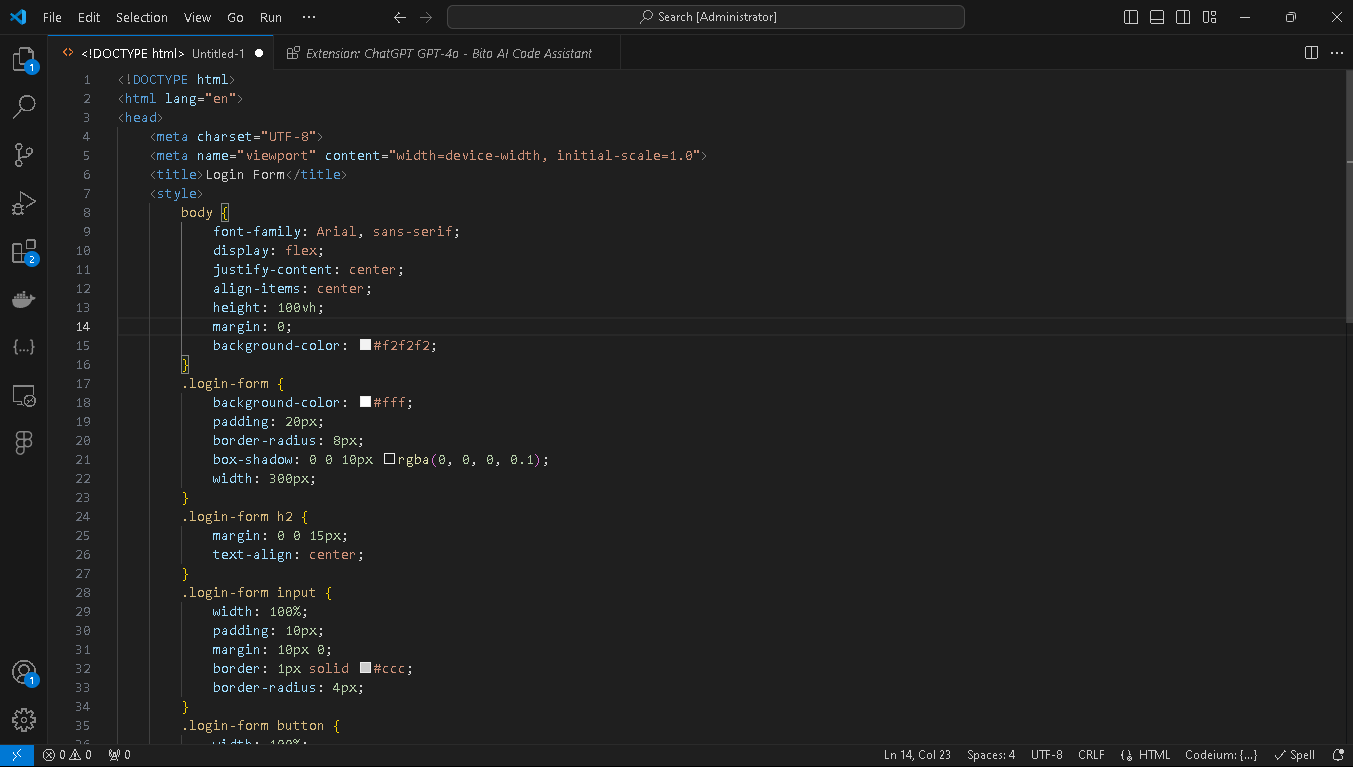 File Edit Selection View Go Run ··· Search [Administrator]
<!DOCTYPE html> Untitled-1 Extension: ChatGPT GPT-4o - Bito AI Code Assistant
1 <!DOCTYPE html>
2 <html lang="en">
3 <head>
4 <meta charset="UTF-8">
5 <meta name="viewport" content="width=device-width, initial-scale=1.0">
6 <title>Login Form</title>
7 <style>
8 body {
9 font-family: Arial, sans-serif;
10 display: flex;
11 justify-content: center;
12 align-items: center;
13 height: 100vh;
14 margin: 0;
15 background-color: #f2f2f2;
16 }
17 .login-form {
18 background-color: #fff;
19 padding: 20px;
20 border-radius: 8px;
21 box-shadow: 0 0 10px rgba(0, 0, 0, 0.1);
22 width: 300px;
23 }
24 .login-form h2 {
25 margin: 0 0 15px;
26 text-align: center;
27 }
28 .login-form input {
29 width: 100%;
30 padding: 10px;
31 margin: 10px 0;
32 border: 1px solid #ccc;
33 border-radius: 4px;
34 }
35 .login-form button {
36 width: 100%;
1
2
1
0 0 0 Ln 14, Col 23 Spaces: 4 UTF-8 CRLF HTML Codeium: {...} Spell